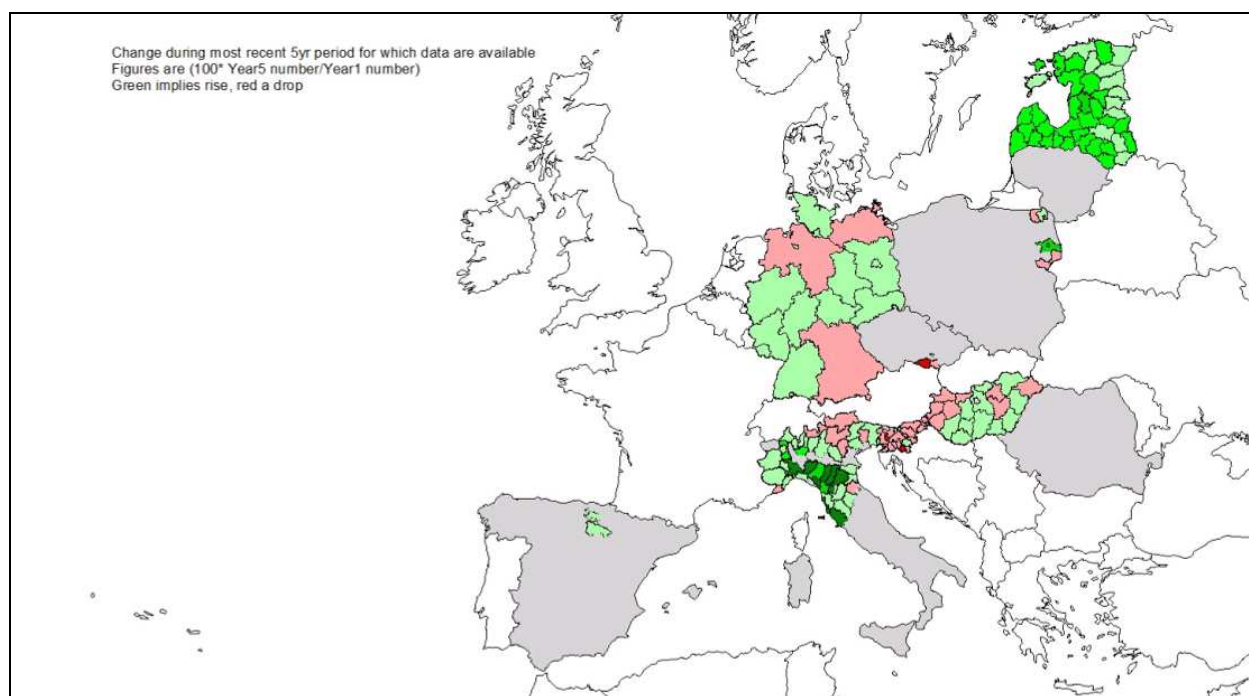 Change during most recent 5yr period for which data are available
Figures are (100* Year5 number/Year1 number)
Green implies rise, red a drop